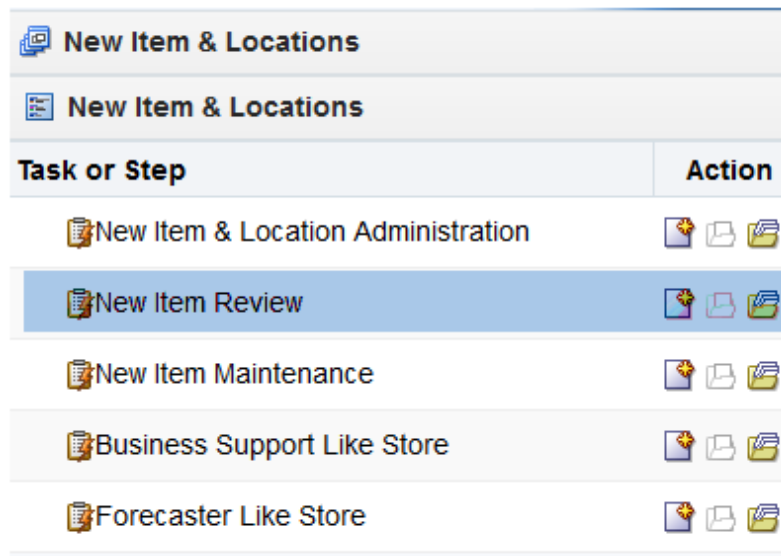 New Item & Locations
New Item & Locations
Task or Step Action
New Item & Location Administration
New Item Review
New Item Maintenance
Business Support Like Store
Forecaster Like Store